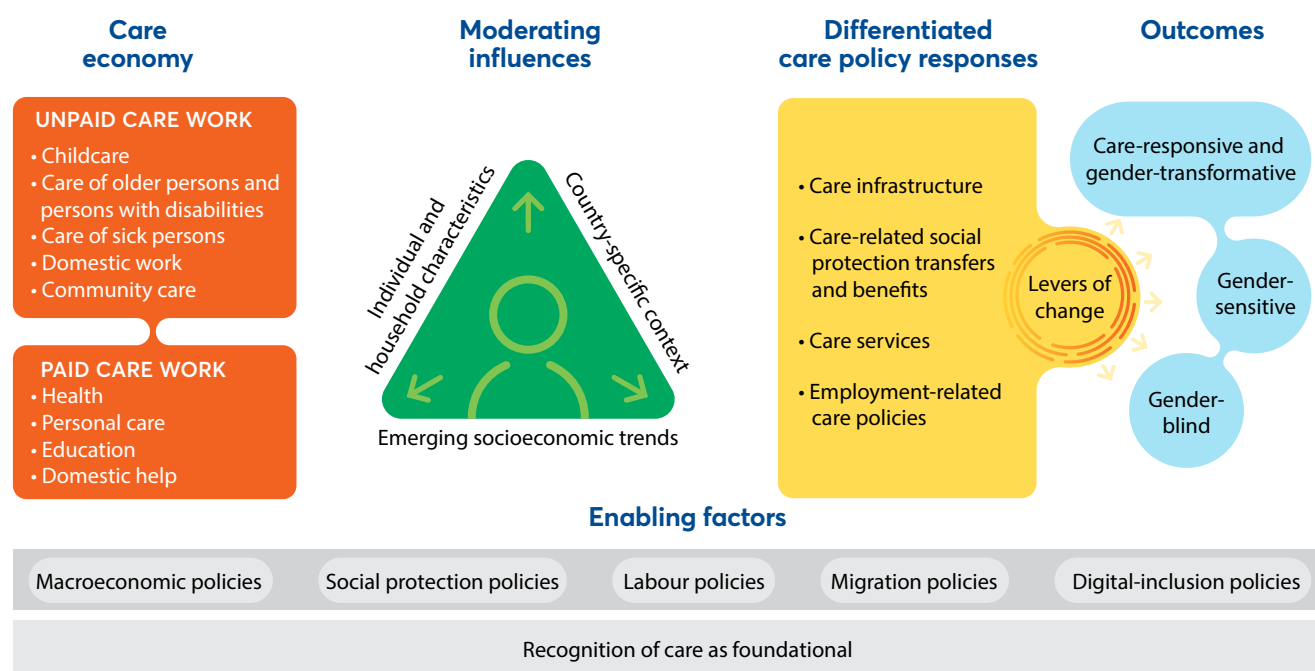 Care
economy
Moderating
influences
Differentiated
care policy responses
Outcomes
UNPAID CARE WORK
• Childcare
• Care of older persons and
persons with disabilities
• Care of sick persons
• Domestic work
• Community care
PAID CARE WORK
• Health
• Personal care
• Education
• Domestic help
Individual and
household characteristics
Country-specific context
Emerging socioeconomic trends
• Care infrastructure
• Care-related social
protection transfers
and benefits
• Care services
• Employment-related
care policies
Levers of
change
Care-responsive and
gender-transformative
Gender-
sensitive
Gender-
blind
Enabling factors
Macroeconomic policies
Social protection policies
Labour policies
Migration policies
Digital-inclusion policies
Recognition of care as foundational